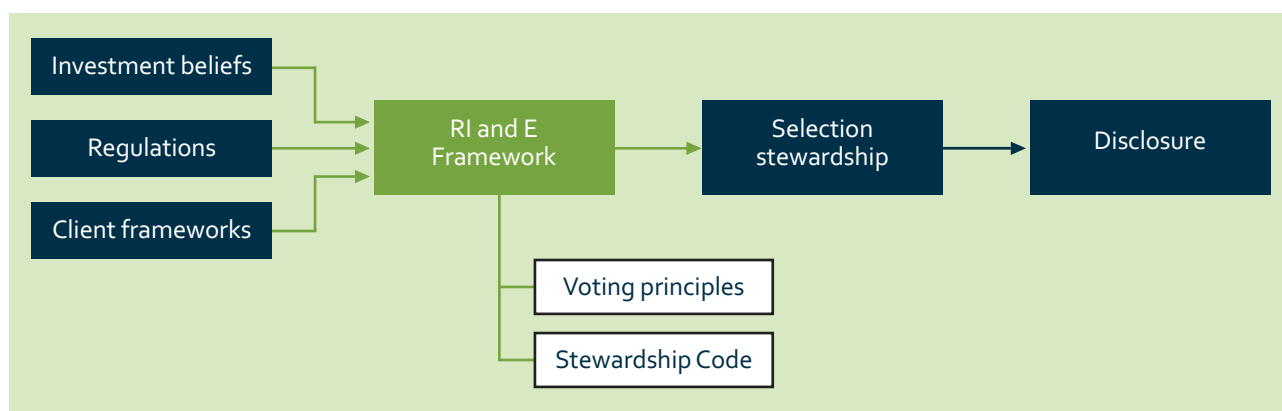 Investment beliefs
Regulations
Client frameworks
RI and E
Framework
Selection
stewardship
Disclosure
Voting principles
Stewardship Code